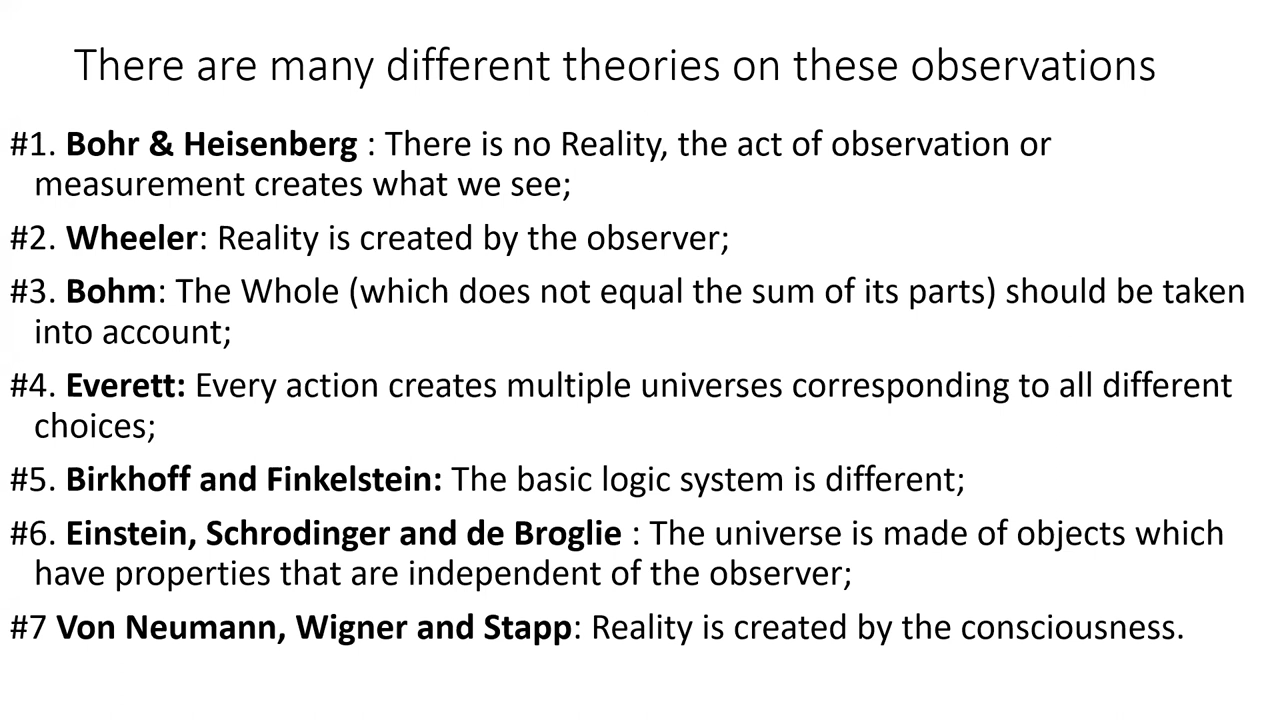 There are many different theories on these observations
#1. Bohr & Heisenberg : There is no Reality, the act of observation or
measurement creates what we see;
#2. Wheeler: Reality is created by the observer;
#3. Bohm: The Whole (which does not equal the sum of its parts) should be taken
into account;
#4. Everett: Every action creates multiple universes corresponding to all different
choices;
#5. Birkhoff and Finkelstein: The basic logic system is different;
#6. Einstein, Schrodinger and de Broglie : The universe is made of objects which
have properties that are independent of the observer;
#7 Von Neumann, Wigner and Stapp: Reality is created by the consciousness.